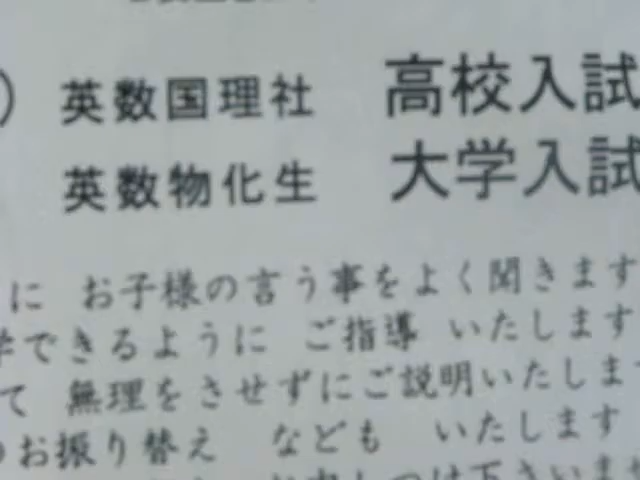 ) 英数国理社 高校入試
英数物化生 大学入試
に お子様の言う事をよく聞きます
学できるように ご指導 いたします
て 無理をさせずにご説明いたします
のお振り替え なども いたします